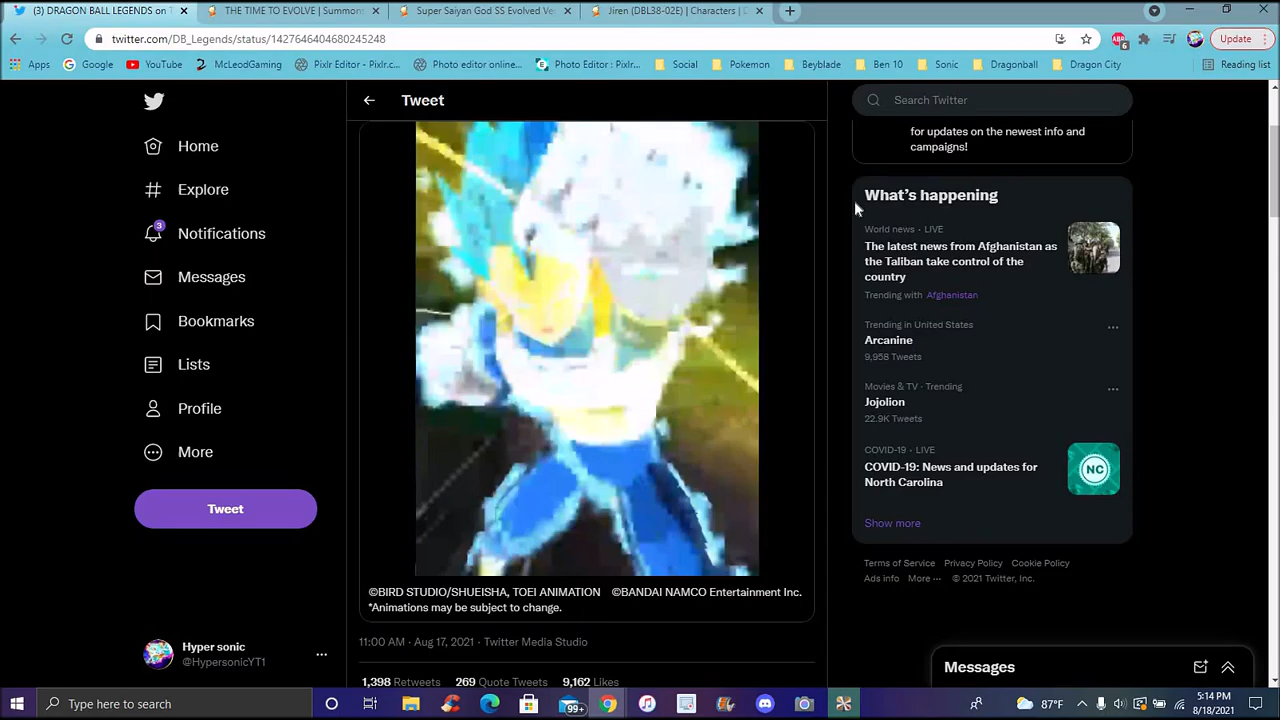 (3) DRAGON BALL LEGENDS on T
THE TIME TO EVOLVE | Summons
Super Saiyan God SS Evolved Ve
Jiren (DBL38-02E) | Characters | D
twitter.com/DB_Legends/status/1427646404680245248
6
Update
Apps
Google
YouTube
McLeodGaming
Pixlr Editor - Pixlr.c...
Photo editor online...
Photo Editor : Pixlr...
Social
Pokemon
Beyblade
Ben 10
Sonic
Dragonball
Dragon City
Reading list
Home
Explore
3
Notifications
Messages
Bookmarks
Lists
Profile
More
Tweet
Hyper sonic
@HypersonicYT1
Tweet
©BIRD STUDIO/SHUEISHA, TOEI ANIMATION ©BANDAI NAMCO Entertainment Inc.
*Animations may be subject to change.
11:00 AM · Aug 17, 2021 · Twitter Media Studio
1,398 Retweets 269 Quote Tweets 9,162 Likes
Search Twitter
for updates on the newest info and
campaigns!
What's happening
World news · LIVE
The latest news from Afghanistan as
the Taliban take control of the
country
Trending with Afghanistan
Trending in United States
Arcanine
9,958 Tweets
Movies & TV · Trending
Jojolion
22.9K Tweets
COVID-19 · LIVE
COVID-19: News and updates for
North Carolina
NC
Show more
Terms of Service Privacy Policy Cookie Policy
Ads info More ··· © 2021 Twitter, Inc.
Messages
Type here to search
99+
87°F
5:14 PM
8/18/2021